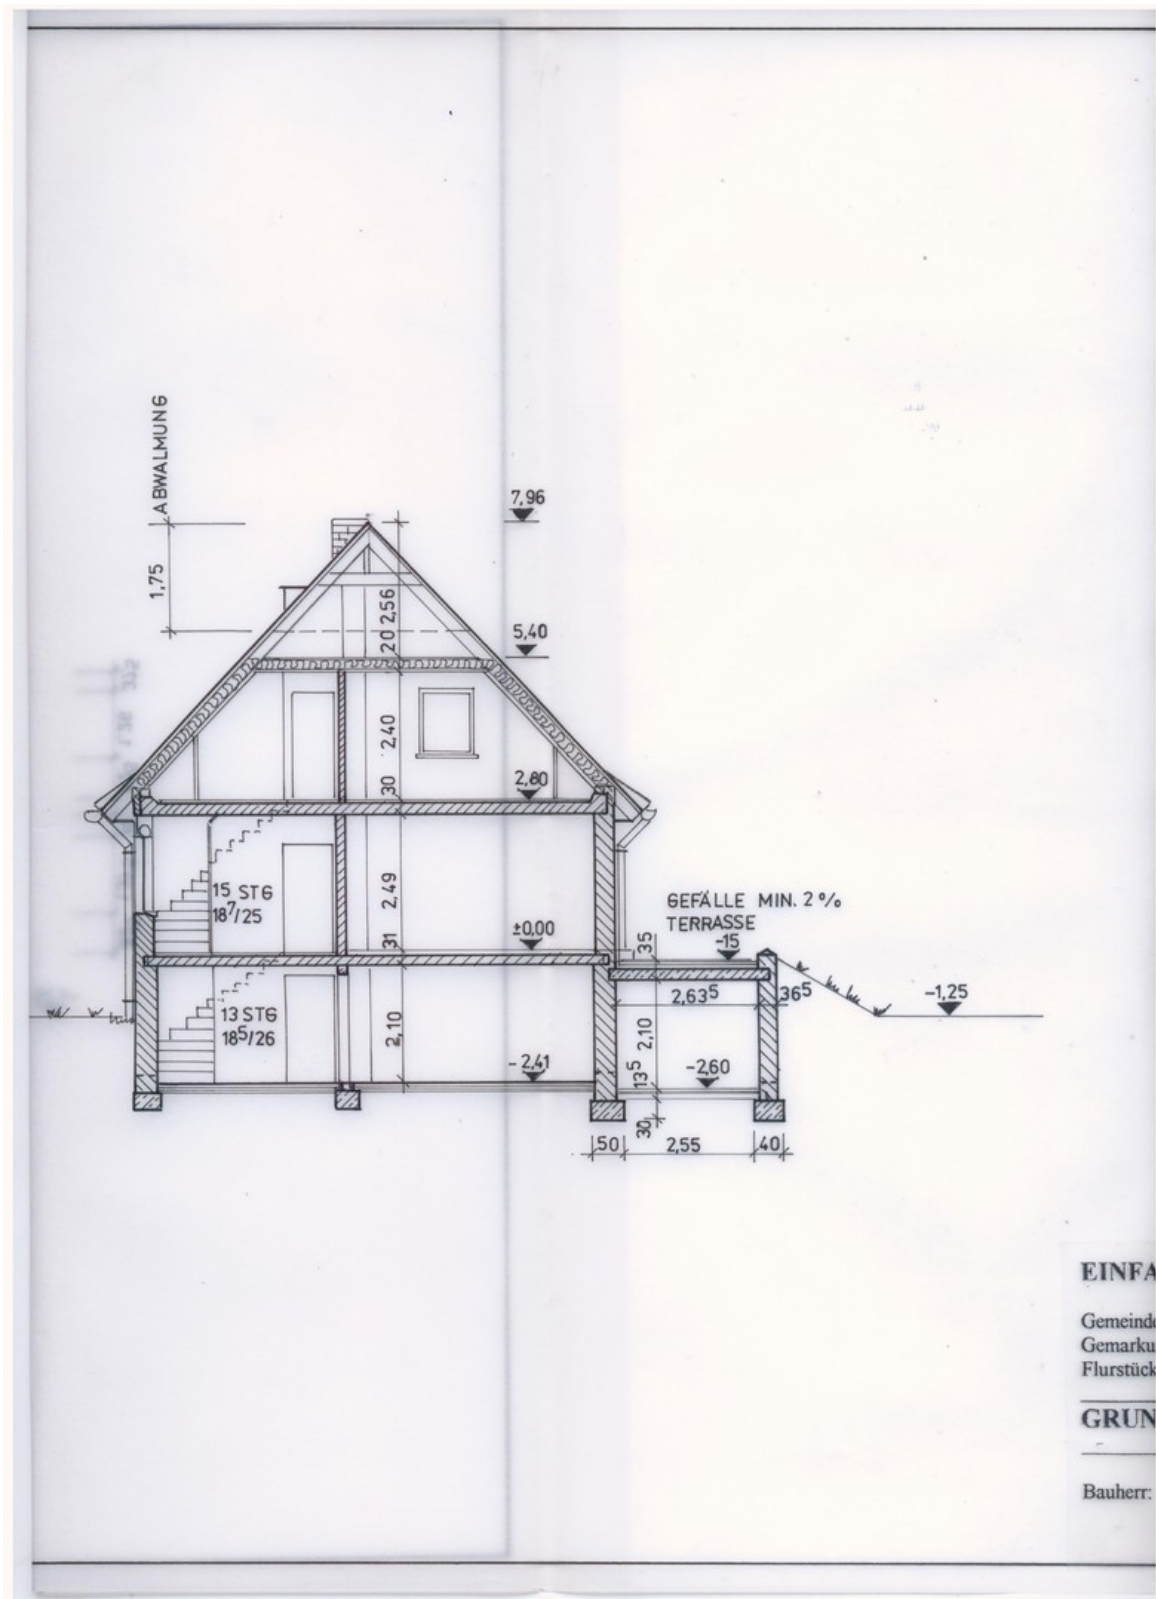 ABWALMUNG
1,75
7,96
2,56
5,40
20
2,40
2,80
30
2,49
15 STG
18⁷/25
±0,00
31
GEFÄLLE MIN. 2 %
TERRASSE
-15
35
2,63⁵
36⁵
-1,25
13 STG
18⁵/26
2,10
2,10
-2,41
13⁵
-2,60
30
50
2,55
40
EINFA
Gemeinde
Gemarku
Flurstück
GRUN
Bauherr: